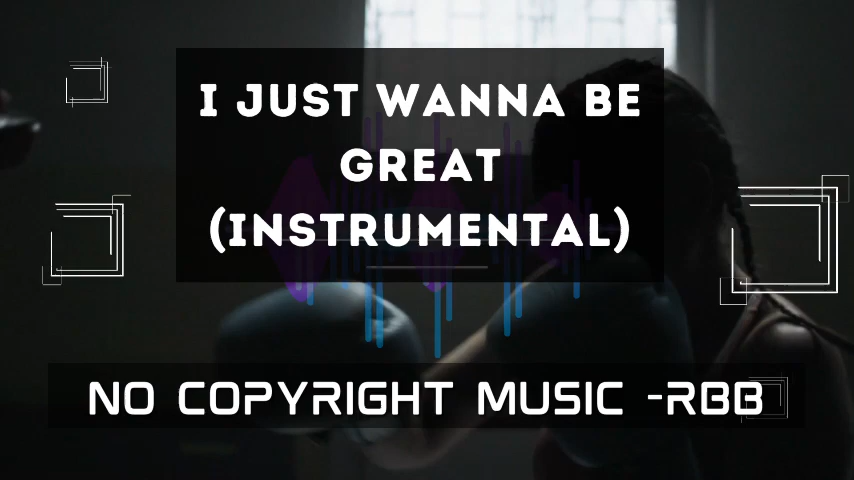 I JUST WANNA BE
GREAT
(INSTRUMENTAL)
NO COPYRIGHT MUSIC -RBB